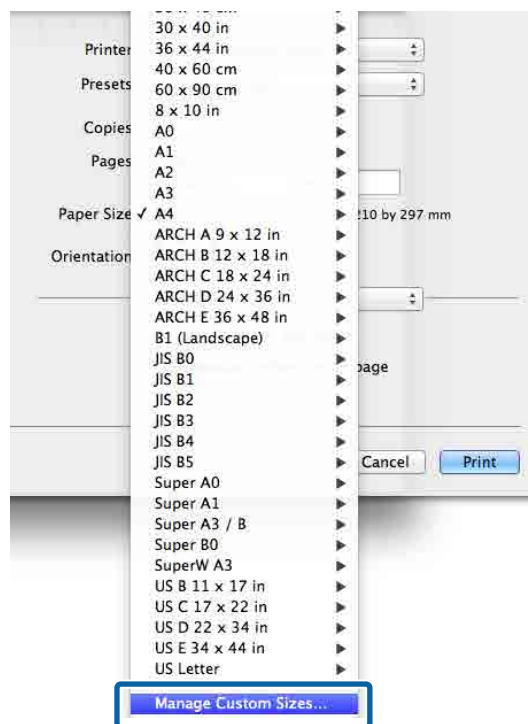 30 x 40 in
Printer 36 x 44 in
40 x 60 cm
Presets 60 x 90 cm
8 x 10 in
Copies A0
A1
Pages A2
A3
Paper Size ✓ A4 210 by 297 mm
ARCH A 9 x 12 in
Orientation ARCH B 12 x 18 in
ARCH C 18 x 24 in
ARCH D 24 x 36 in
ARCH E 36 x 48 in
B1 (Landscape)
JIS B0
JIS B1 page
JIS B2
JIS B3
JIS B4
JIS B5 Cancel Print
Super A0
Super A1
Super A3 / B
Super B0
SuperW A3
US B 11 x 17 in
US C 17 x 22 in
US D 22 x 34 in
US E 34 x 44 in
US Letter
Manage Custom Sizes...